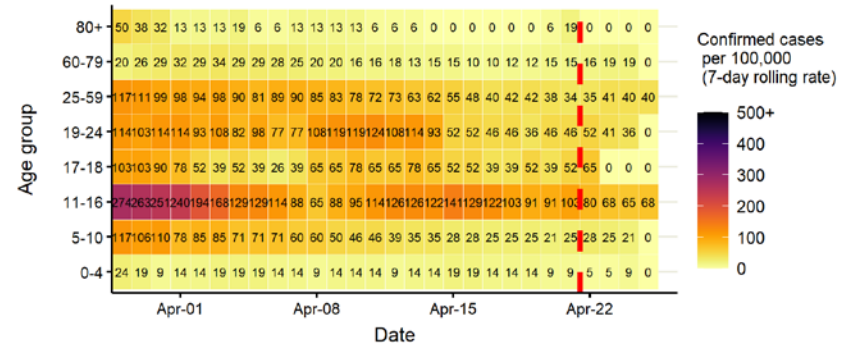 80+ 50 38 32 13 13 13 19 6 6 13 13 13 13 6 6 6 0 0 0 0 0 0 6 19 0 0 0 0
60-79 20 26 29 32 29 34 29 29 28 25 20 20 16 16 18 13 15 15 10 10 12 12 15 15 16 19 19 0
25-59 117 111 99 98 94 98 90 81 89 90 85 83 78 72 73 63 62 55 48 40 42 42 38 34 35 41 40 40
19-24 114 103 114 114 93 108 82 98 77 77 108 119 119 124 108 114 93 52 52 46 46 36 46 46 52 41 36 0
17-18 103 103 90 78 52 39 52 39 26 39 65 65 78 65 65 78 65 52 52 39 39 52 39 52 65 0 0 0
11-16 274 263 251 240 194 168 129 129 114 88 65 88 95 114 126 126 122 141 129 122 103 91 91 103 80 68 65 68
5-10 117 106 110 78 85 85 71 71 71 60 60 50 46 46 39 35 35 28 28 25 25 25 21 25 28 25 21 0
0-4 24 19 9 14 14 19 19 19 14 14 9 14 14 14 9 14 14 19 19 14 14 14 9 9 5 5 9 0
Age group
Apr-01 Apr-08 Apr-15 Apr-22
Date
Confirmed cases
per 100,000
(7-day rolling rate)
500+
400
300
200
100
0